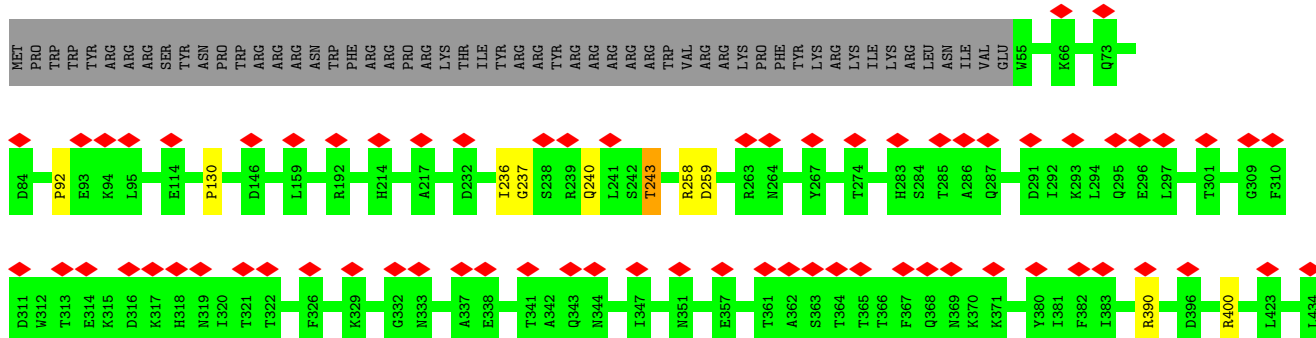 MET PRO TRP TRP TYR ARG ARG ARG SER TYR ASN PRO TRP ARG ARG ARG ASN TRP PHE ARG ARG PRO ARG LYS THR ILE TYR ARG ARG TYR ARG ARG ARG ARG ARG TRP VAL ARG ARG LYS PRO PHE TYR LYS ARG LYS ILE LYS ARG LEU ASN ILE VAL GLU W55 K66 Q73
D84 P92 E93 K94 L95 E114 P130 D146 L159 R192 H214 A217 D232 I236 G237 S238 R239 Q240 L241 S242 T243 R258 D259 R263 N264 Y267 T274 H283 S284 T285 A286 Q287 D291 I292 K293 L294 Q295 E296 L297 T301 G309 F310
D311 W312 T313 E314 K315 D316 K317 H318 N319 I320 T321 T322 F326 K329 G332 N333 A337 E338 T341 A342 Q343 N344 I347 N351 E357 T361 A362 S363 T364 T365 T366 F367 Q368 N369 K370 K371 Y380 I381 F382 I383 R390 D396 R400 L423 L434